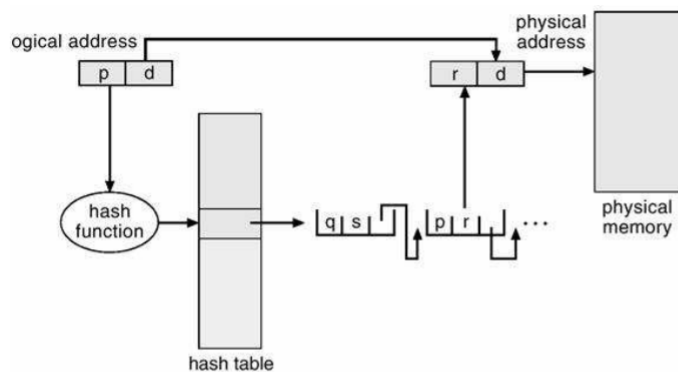 ogical address
physical
address
p d
r d
hash
function
q s
p r
...
physical
memory
hash table